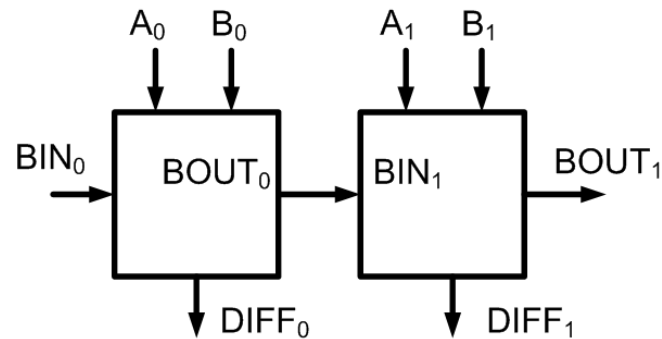 A₀ B₀ A₁ B₁
BIN₀ BOUT₀ BIN₁ BOUT₁
DIFF₀ DIFF₁